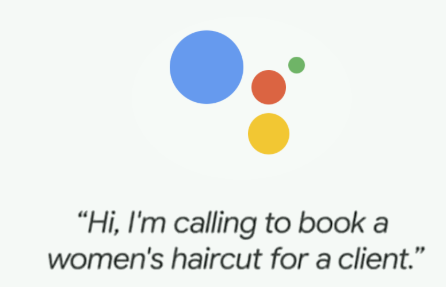 “Hi, I'm calling to book a
women's haircut for a client.”